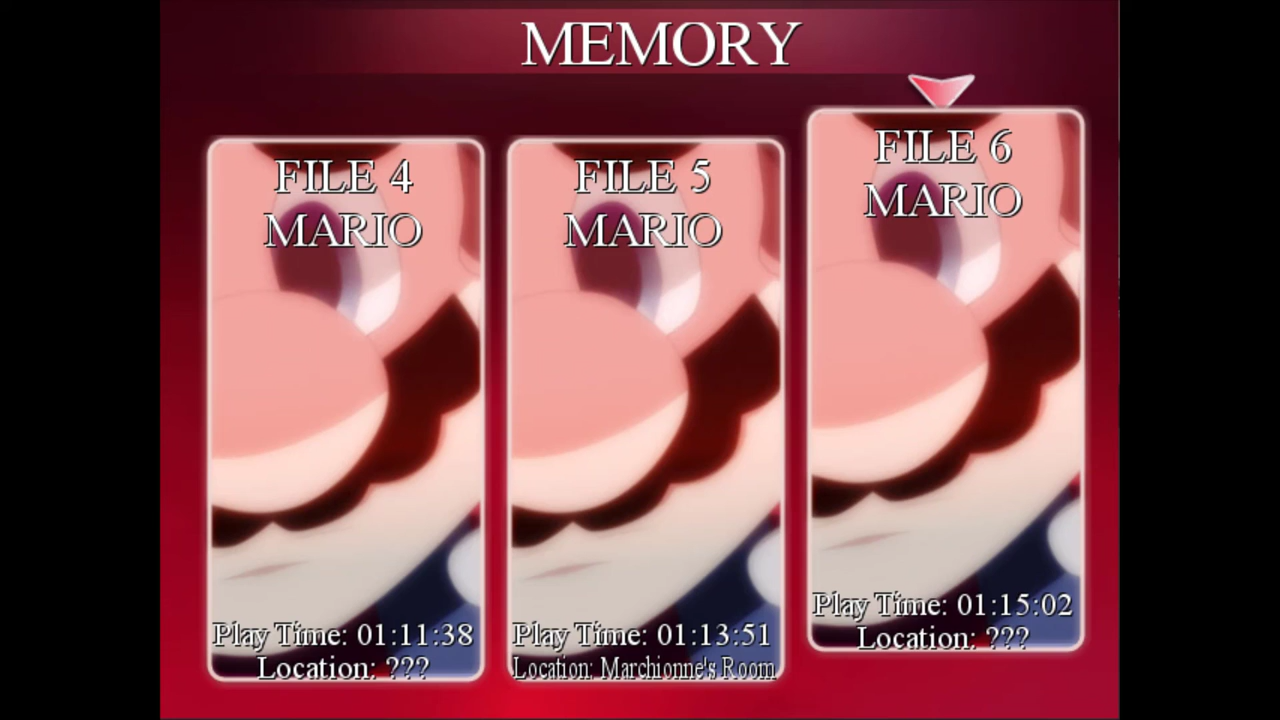 MEMORY
FILE 4
MARIO
Play Time: 01:11:38
Location: ???
FILE 5
MARIO
Play Time: 01:13:51
Location: Marchionne's Room
FILE 6
MARIO
Play Time: 01:15:02
Location: ???